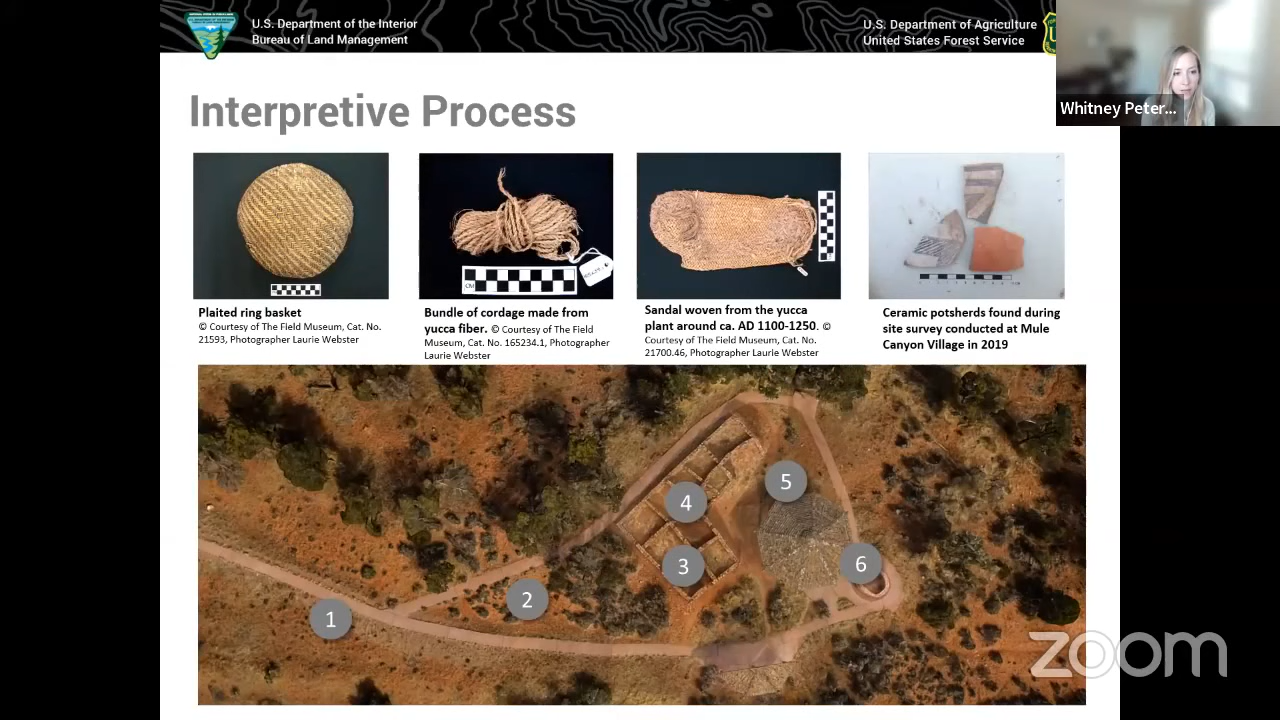 U.S. Department of the Interior
Bureau of Land Management
U.S. Department of Agriculture
United States Forest Service
Whitney Peter...
Interpretive Process
Plaited ring basket
© Courtesy of The Field Museum, Cat. No.
21593, Photographer Laurie Webster
Bundle of cordage made from
yucca fiber. © Courtesy of The Field
Museum, Cat. No. 165234.1, Photographer
Laurie Webster
Sandal woven from the yucca
plant around ca. AD 1100-1250. ©
Courtesy of The Field Museum, Cat. No.
21700.46, Photographer Laurie Webster
Ceramic potsherds found during
site survey conducted at Mule
Canyon Village in 2019
CM
1
2
3
4
5
6
zoom